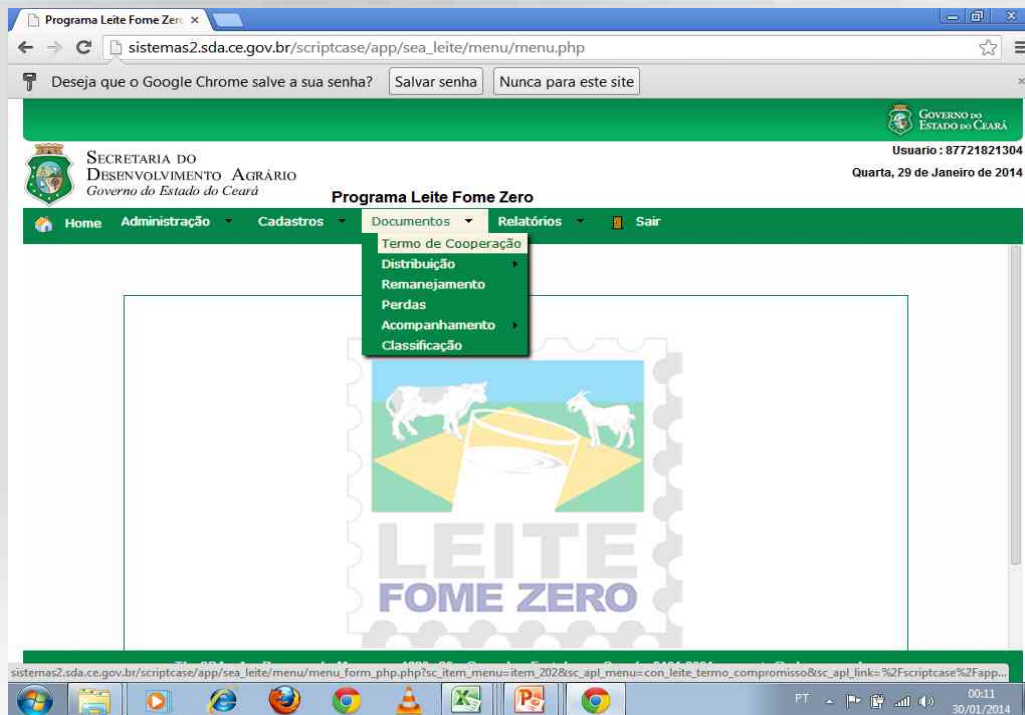 Programa Leite Fome Zer
sistemas2.sda.ce.gov.br/scriptcase/app/sea_leite/menu/menu.php
Deseja que o Google Chrome salve a sua senha? Salvar senha Nunca para este site
GOVERNO DO
ESTADO DO CEARÁ
SECRETARIA DO
DESENVOLVIMENTO AGRÁRIO
Governo do Estado do Ceará
Usuario : 87721821304
Quarta, 29 de Janeiro de 2014
Programa Leite Fome Zero
Home Administração Cadastros Documentos Relatórios Sair
Termo de Cooperação
Distribuição
Remanejamento
Perdas
Acompanhamento
Classificação
LEITE
FOME ZERO
sistemas2.sda.ce.gov.br/scriptcase/app/sea_leite/menu/menu_form_php.php?sc_item_menu=item_202&sc_apl_menu=con_leite_termo_compromisso&sc_apl_link=%2Fscriptcase%2Fapp...
PT 00:11
30/01/2014